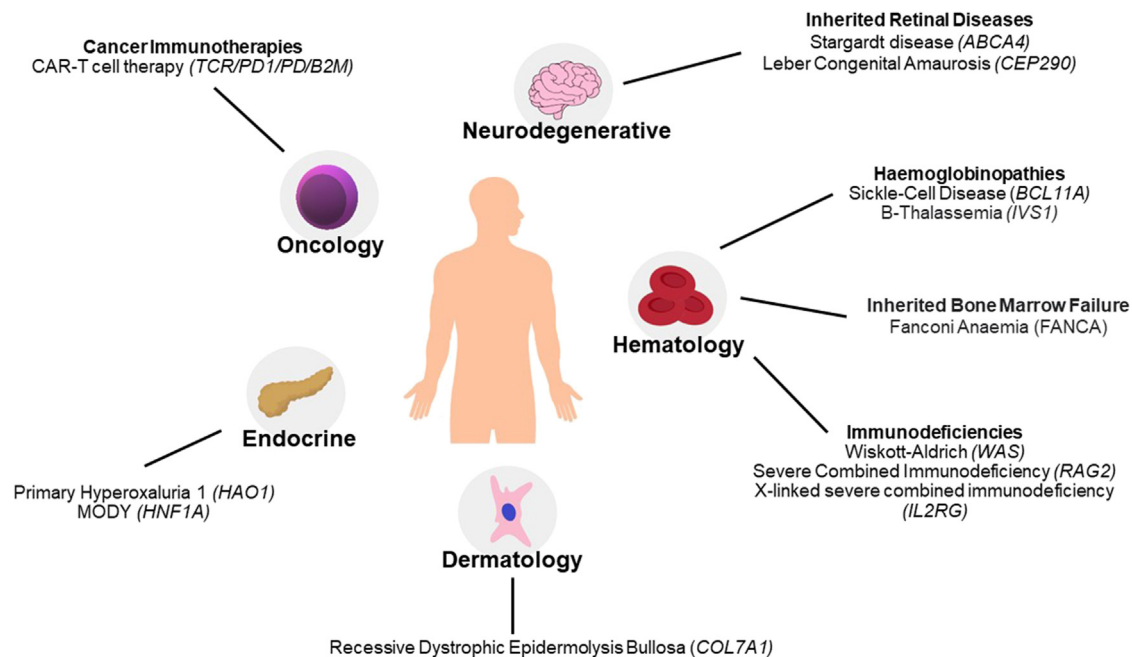 Cancer Immunotherapies
CAR-T cell therapy (TCR/PD1/PD/B2M)
Oncology
Inherited Retinal Diseases
Stargardt disease (ABCA4)
Leber Congenital Amaurosis (CEP290)
Neurodegenerative
Haemoglobinopathies
Sickle-Cell Disease (BCL11A)
B-Thalassemia (IVS1)
Inherited Bone Marrow Failure
Fanconi Anaemia (FANCA)
Hematology
Immunodeficiencies
Wiskott-Aldrich (WAS)
Severe Combined Immunodeficiency (RAG2)
X-linked severe combined immunodeficiency
(IL2RG)
Endocrine
Primary Hyperoxaluria 1 (HAO1)
MODY (HNF1A)
Dermatology
Recessive Dystrophic Epidermolysis Bullosa (COL7A1)